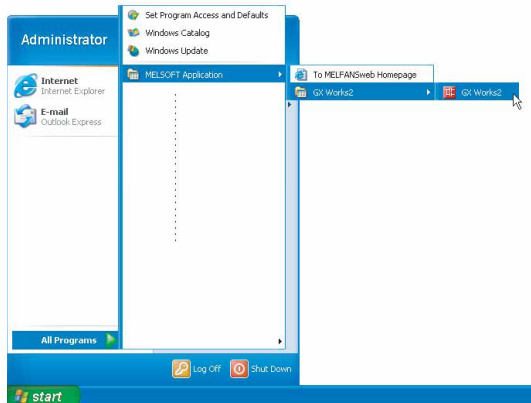 Administrator
Internet
Internet Explorer
E-mail
Outlook Express
All Programs
Set Program Access and Defaults
Windows Catalog
Windows Update
MELSOFT Application
To MELFANSweb Homepage
GX Works2
GX Works2
Log Off
Shut Down
start